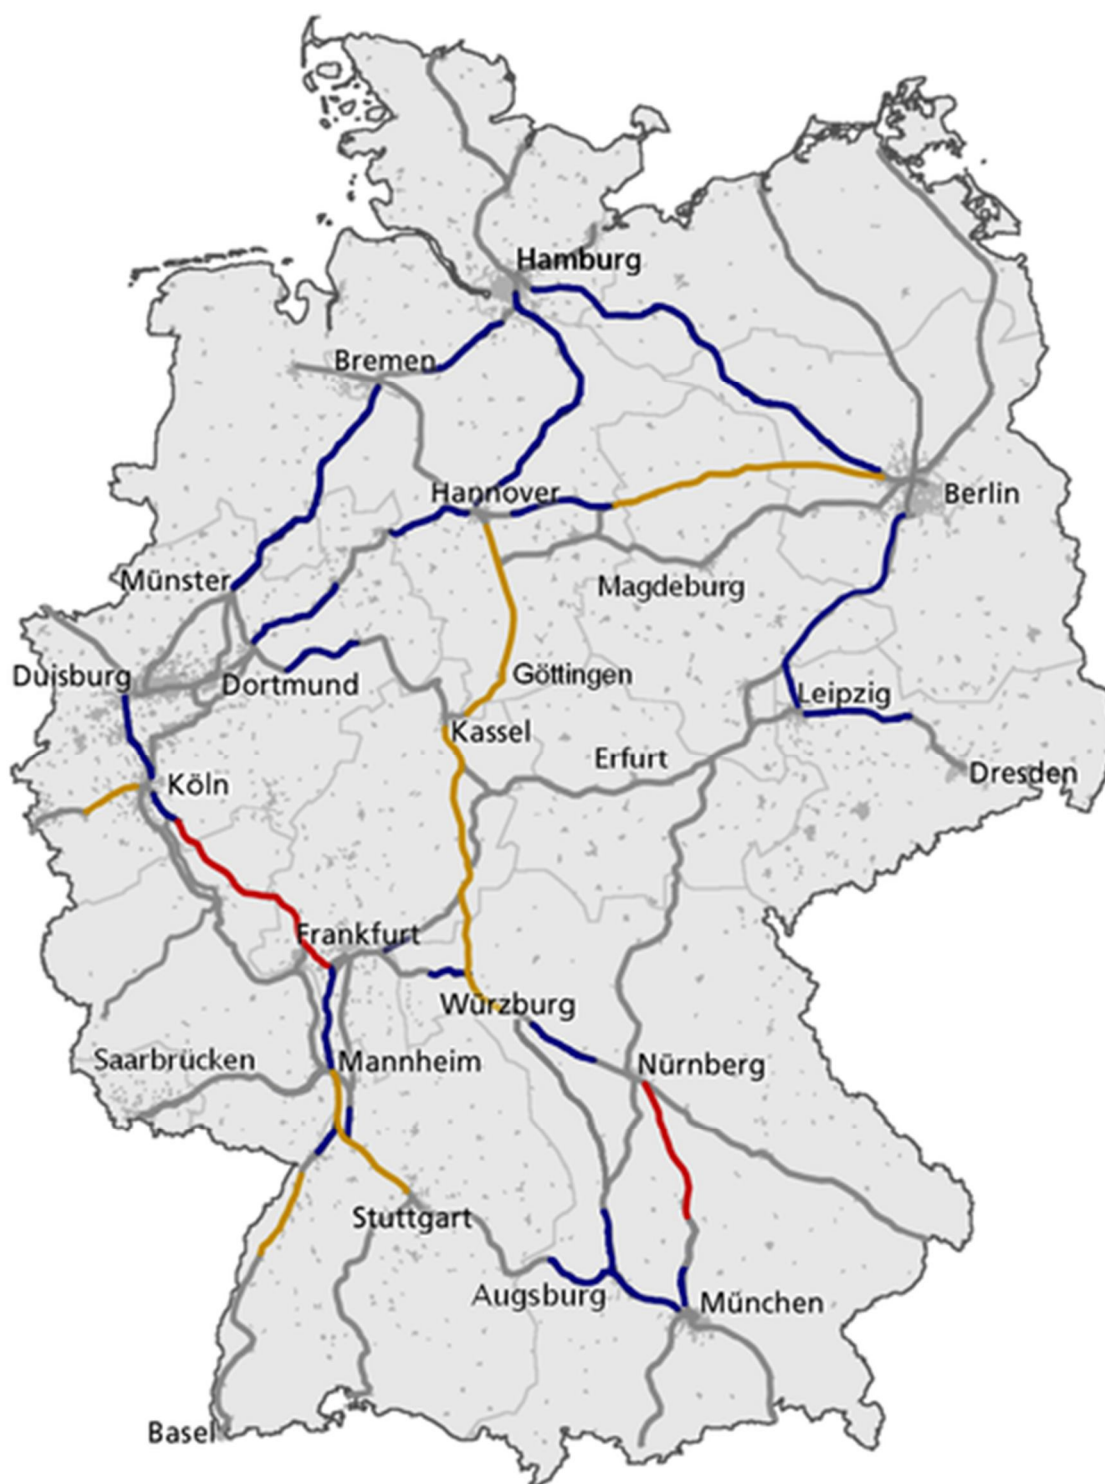 Hamburg
Bremen
Hannover
Berlin
Münster
Magdeburg
Duisburg
Dortmund
Göttingen
Leipzig
Kassel
Erfurt
Dresden
Köln
Frankfurt
Würzburg
Saarbrücken
Mannheim
Nürnberg
Stuttgart
Augsburg
München
Basel